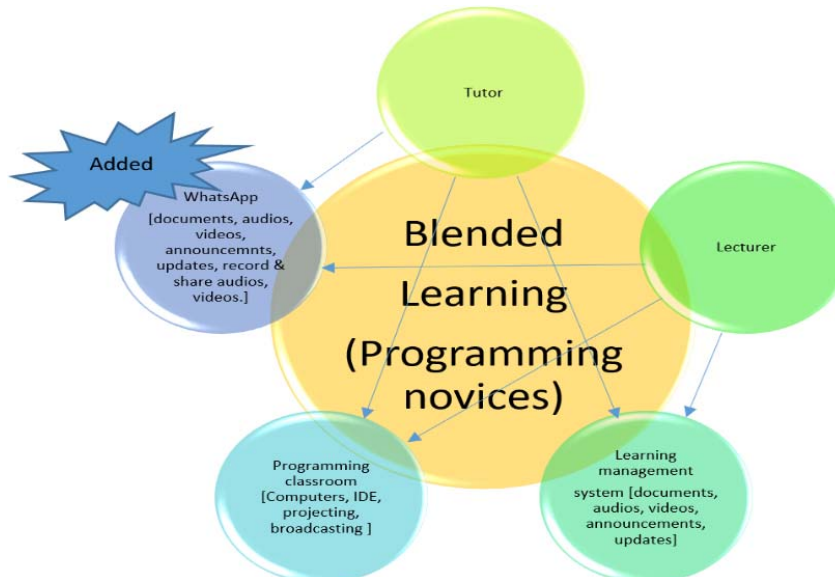 Tutor
Added
WhatsApp
[documents, audios,
videos,
announcemnts,
updates, record &
share audios,
videos.]
Blended
Learning
(Programming
novices)
Lecturer
Programming
classroom
[Computers, IDE,
projecting,
broadcasting ]
Learning
management
system [documents,
audios, videos,
announcements,
updates]